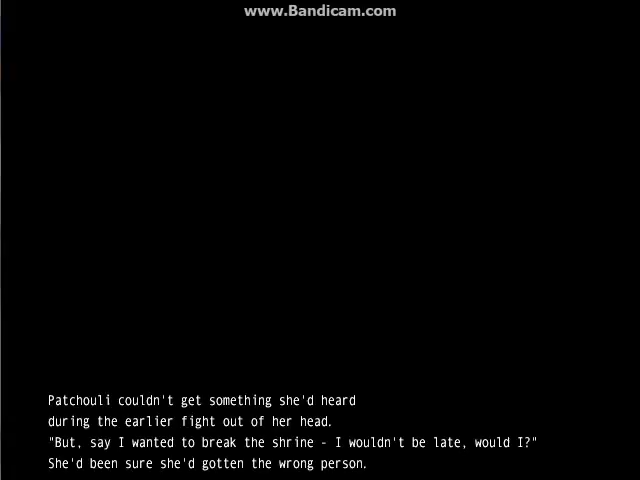 www.Bandicam.com
Patchouli couldn't get something she'd heard
during the earlier fight out of her head.
"But, say I wanted to break the shrine - I wouldn't be late, would I?"
She'd been sure she'd gotten the wrong person.